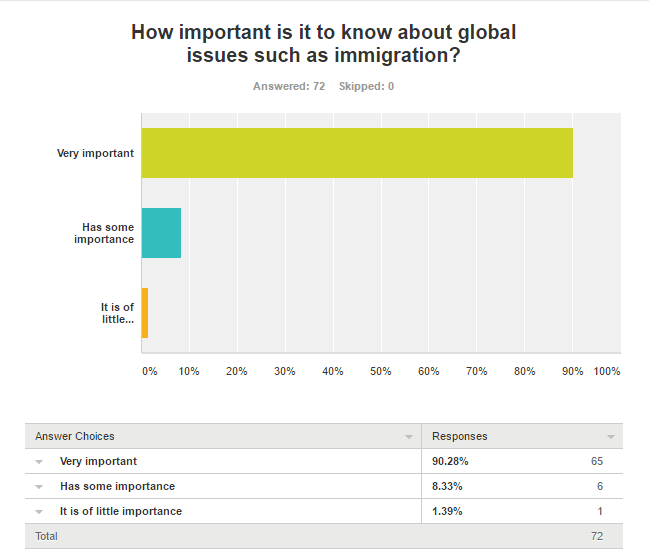 How important is it to know about global
issues such as immigration?
Answered: 72 Skipped: 0
Very important
Has some
importance
It is of
little...
0% 10% 20% 30% 40% 50% 60% 70% 80% 90% 100%
Answer Choices Responses
Very important 90.28% 65
Has some importance 8.33% 6
It is of little importance 1.39% 1
Total 72